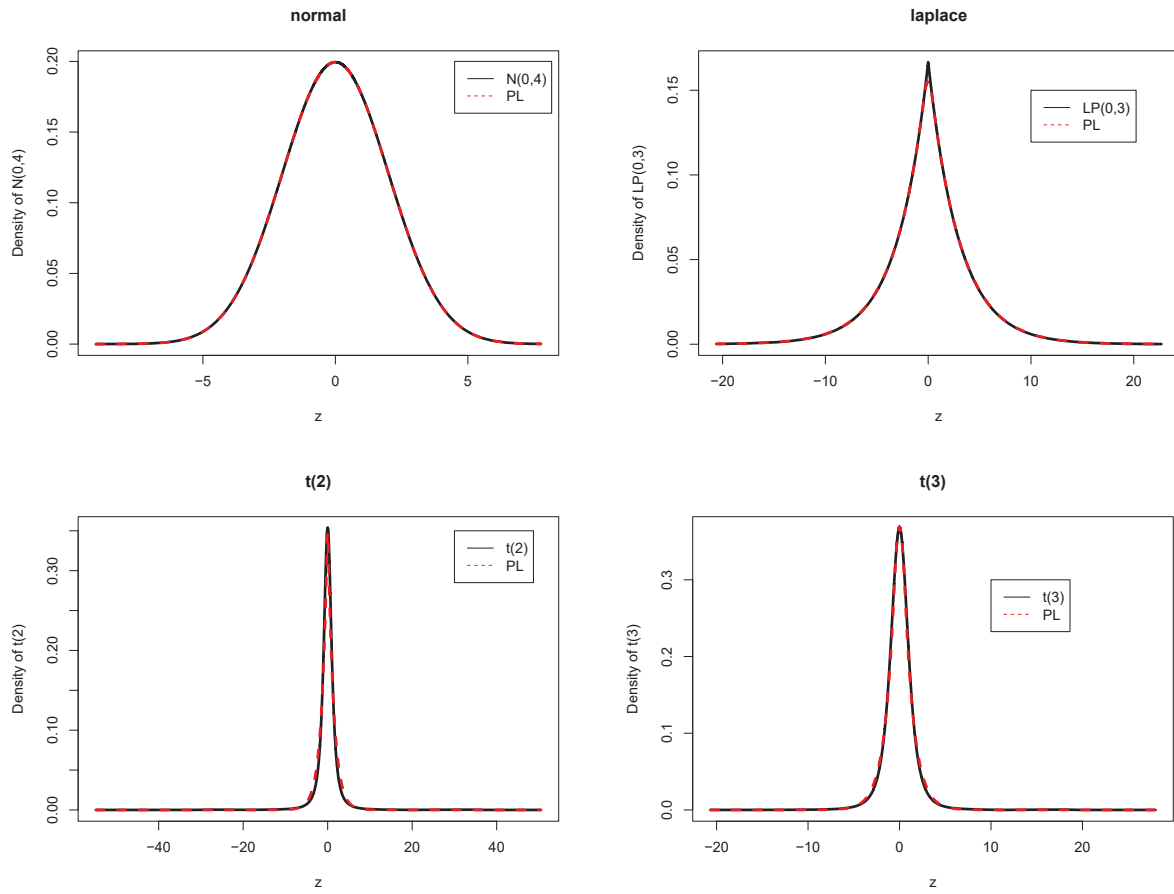 normal
Density of N(0,4)
0.00 0.05 0.10 0.15 0.20
N(0,4)
PL
−5 0 5
z
laplace
Density of LP(0,3)
0.00 0.05 0.10 0.15
LP(0,3)
PL
−20 −10 0 10 20
z
t(2)
Density of t(2)
0.00 0.10 0.20 0.30
t(2)
PL
−40 −20 0 20 40
z
t(3)
Density of t(3)
0.0 0.1 0.2 0.3
t(3)
PL
−20 −10 0 10 20
z